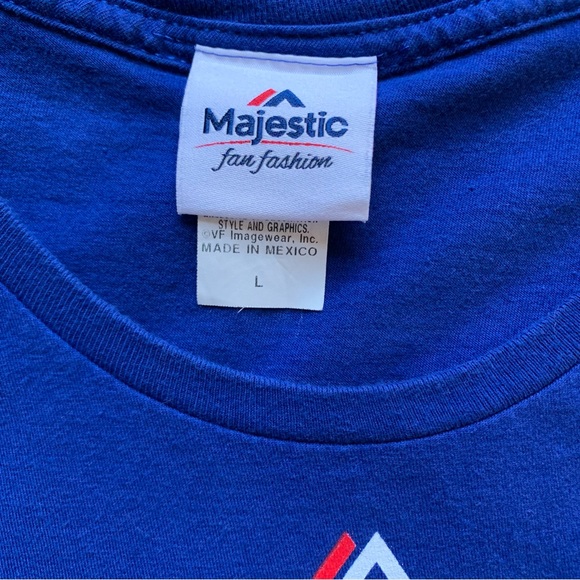 Majestic
fan fashion
STYLE AND GRAPHICS.
©VF Imagewear, Inc.
MADE IN MEXICO
L